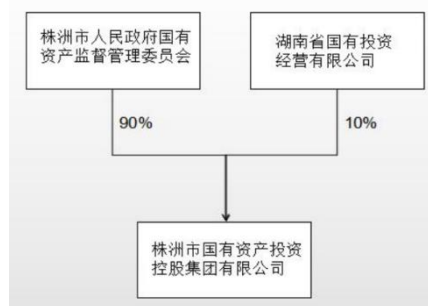 株洲市人民政府国有
资产监督管理委员会
湖南省国有投资
经营有限公司
90%
10%
株洲市国有资产投资
控股集团有限公司